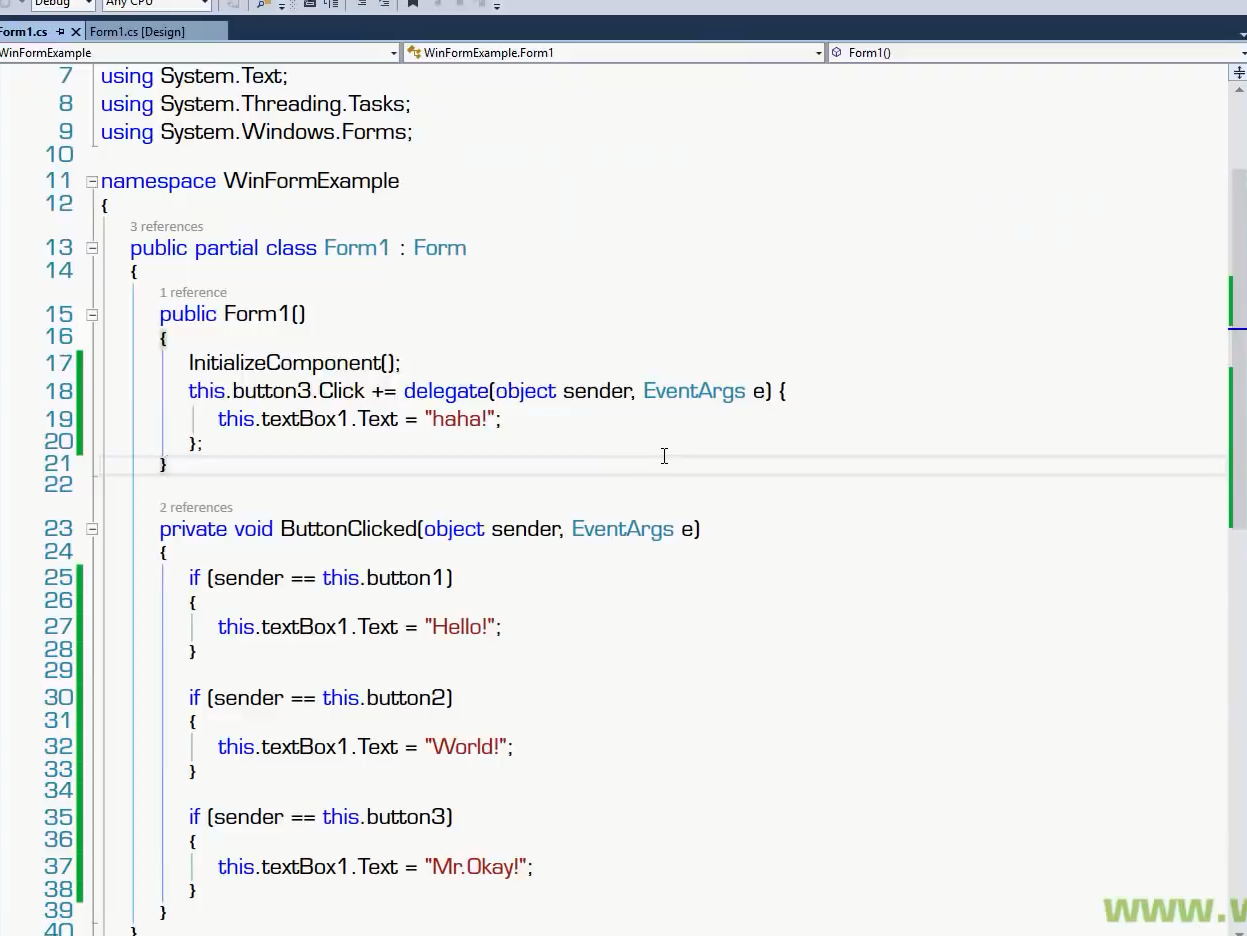 Debug Any CPU
Form1.cs Form1.cs [Design]
WinFormExample WinFormExample.Form1 Form1()
7 using System.Text;
8 using System.Threading.Tasks;
9 using System.Windows.Forms;
10
11 namespace WinFormExample
12 {
3 references
13 public partial class Form1 : Form
14 {
1 reference
15 public Form1()
16 {
17 InitializeComponent();
18 this.button3.Click += delegate(object sender, EventArgs e) {
19 this.textBox1.Text = "haha!";
20 };
21 }
22
2 references
23 private void ButtonClicked(object sender, EventArgs e)
24 {
25 if (sender == this.button1)
26 {
27 this.textBox1.Text = "Hello!";
28 }
29
30 if (sender == this.button2)
31 {
32 this.textBox1.Text = "World!";
33 }
34
35 if (sender == this.button3)
36 {
37 this.textBox1.Text = "Mr.Okay!";
38 }
39 }
40 }
www.